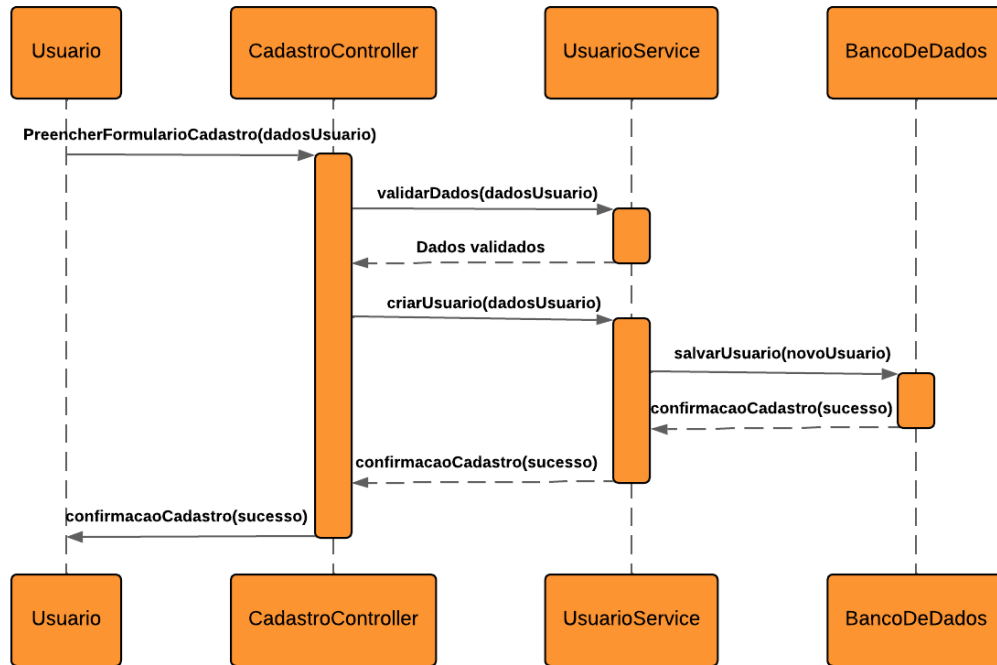 Usuario
CadastroController
UsuarioService
BancoDeDados
PreencherFormularioCadastro(dadosUsuario)
validarDados(dadosUsuario)
Dados validados
criarUsuario(dadosUsuario)
salvarUsuario(novoUsuario)
confirmacaoCadastro(sucesso)
confirmacaoCadastro(sucesso)
confirmacaoCadastro(sucesso)
Usuario
CadastroController
UsuarioService
BancoDeDados